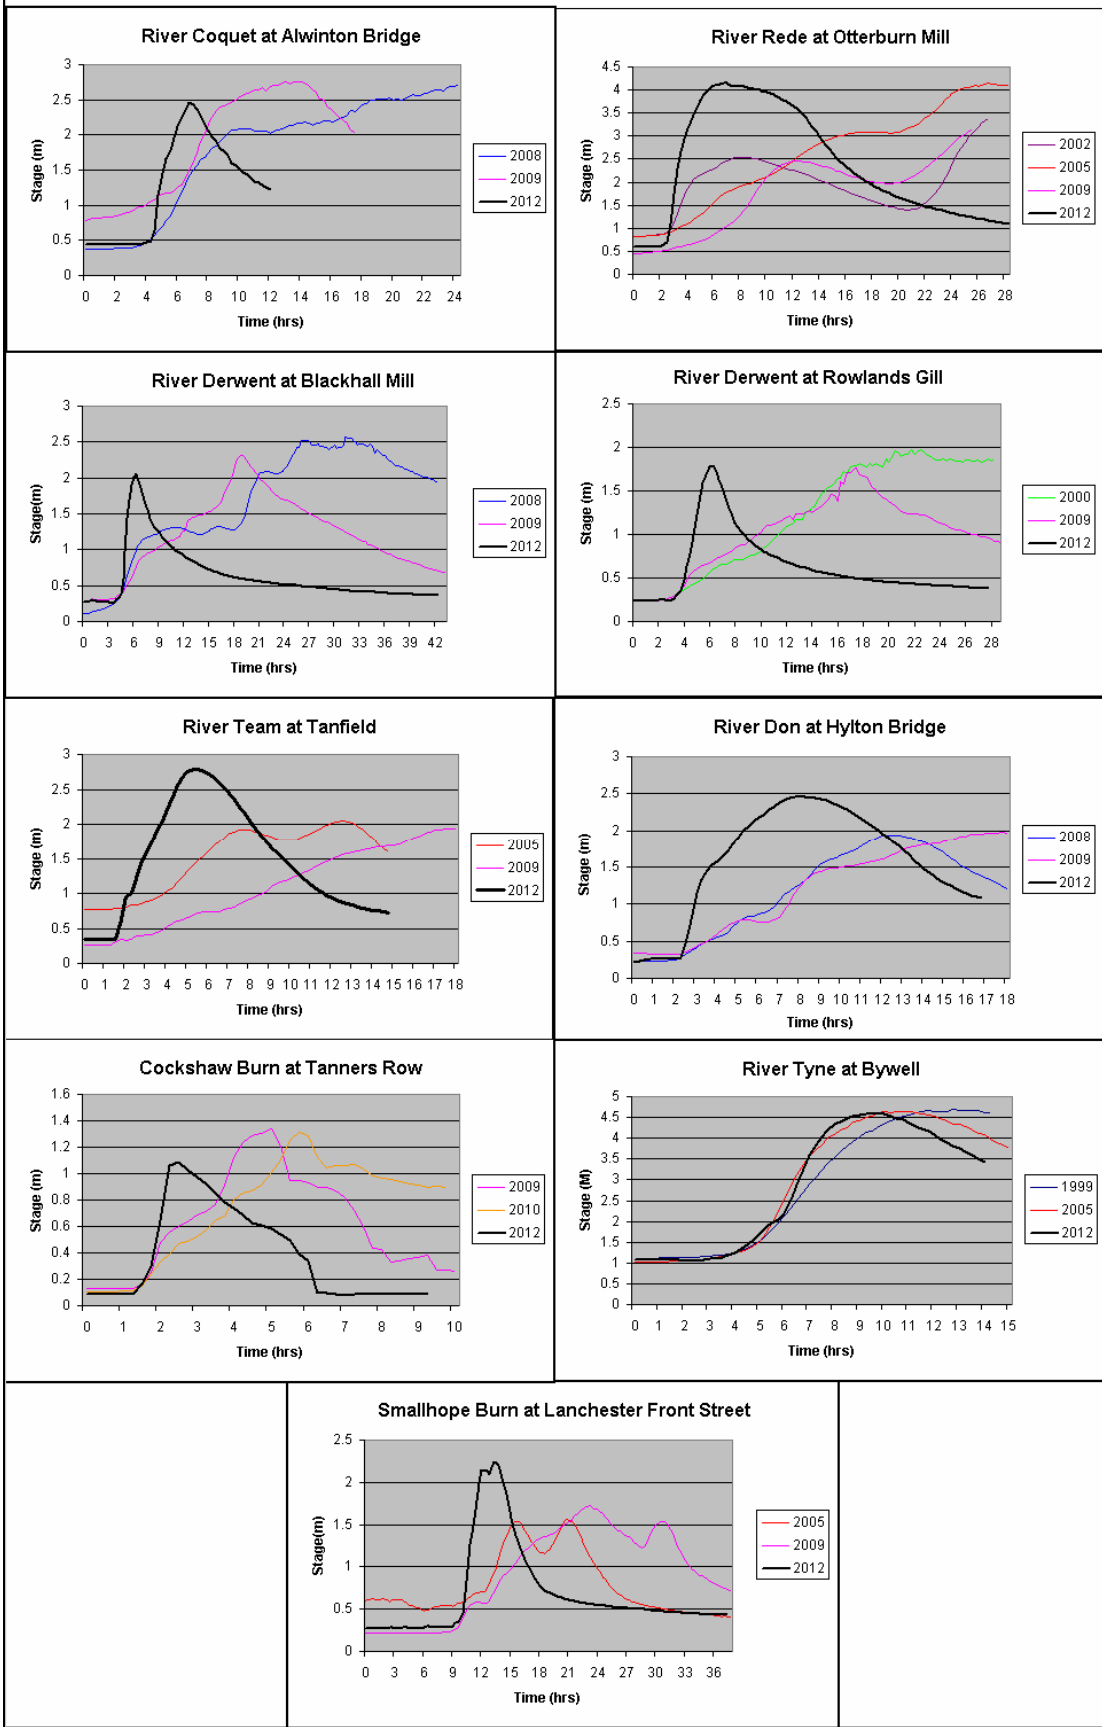 River Coquet at Alwinton Bridge
3
2.5
2
1.5
1
0.5
0
Stage (m)
0 2 4 6 8 10 12 14 16 18 20 22 24
Time (hrs)
2008
2009
2012
River Rede at Otterburn Mill
4.5
4
3.5
3
2.5
2
1.5
1
0.5
0
Stage (m)
0 2 4 6 8 10 12 14 16 18 20 22 24 26 28
Time (hrs)
2002
2005
2009
2012
River Derwent at Blackhall Mill
3
2.5
2
1.5
1
0.5
0
Stage(m)
0 3 6 9 12 15 18 21 24 27 30 33 36 39 42
Time (hrs)
2008
2009
2012
River Derwent at Rowlands Gill
2.5
2
1.5
1
0.5
0
Stage (m)
0 2 4 6 8 10 12 14 16 18 20 22 24 26 28
Time (hrs)
2000
2009
2012
River Team at Tanfield
3
2.5
2
1.5
1
0.5
0
Stage (m)
0 1 2 3 4 5 6 7 8 9 10 11 12 13 14 15 16 17 18
Time (hrs)
2005
2009
2012
River Don at Hylton Bridge
3
2.5
2
1.5
1
0.5
0
Stage (m)
0 1 2 3 4 5 6 7 8 9 10 11 12 13 14 15 16 17 18
Time (hrs)
2008
2009
2012
Cockshaw Burn at Tanners Row
1.6
1.4
1.2
1
0.8
0.6
0.4
0.2
0
Stage (m)
0 1 2 3 4 5 6 7 8 9 10
Time (hrs)
2009
2010
2012
River Tyne at Bywell
5
4.5
4
3.5
3
2.5
2
1.5
1
0.5
0
Stage (M)
0 1 2 3 4 5 6 7 8 9 10 11 12 13 14 15
Time (hrs)
1999
2005
2012
Smallhope Burn at Lanchester Front Street
2.5
2
1.5
1
0.5
0
Stage(m)
0 3 6 9 12 15 18 21 24 27 30 33 36
Time (hrs)
2005
2009
2012